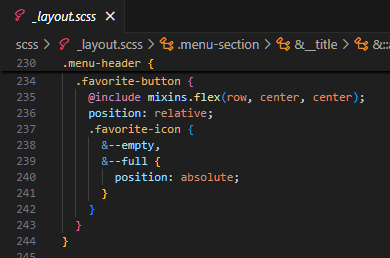 _layout.scss ×
scss > _layout.scss > .menu-section > &__title > &::a
230 .menu-header {
234 .favorite-button {
235 @include mixins.flex(row, center, center);
236 position: relative;
237 .favorite-icon {
238 &--empty,
239 &--full {
240 position: absolute;
241 }
242 }
243 }
244 }
245